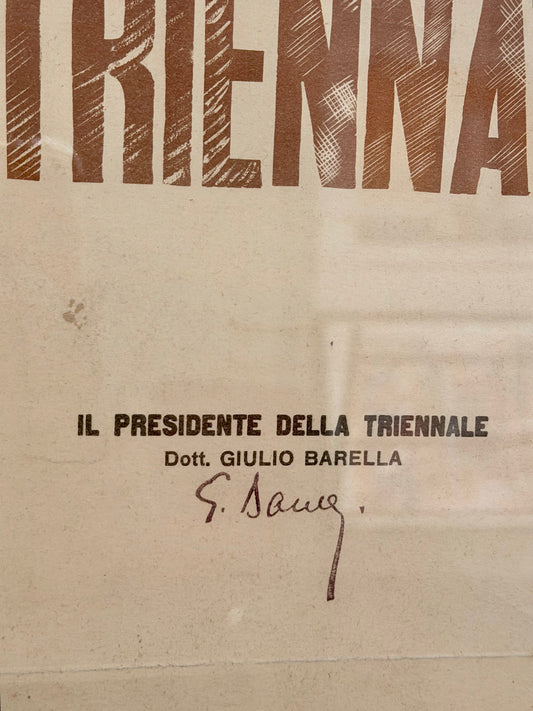 TRIENNA
IL PRESIDENTE DELLA TRIENNALE
Dott. GIULIO BARELLA